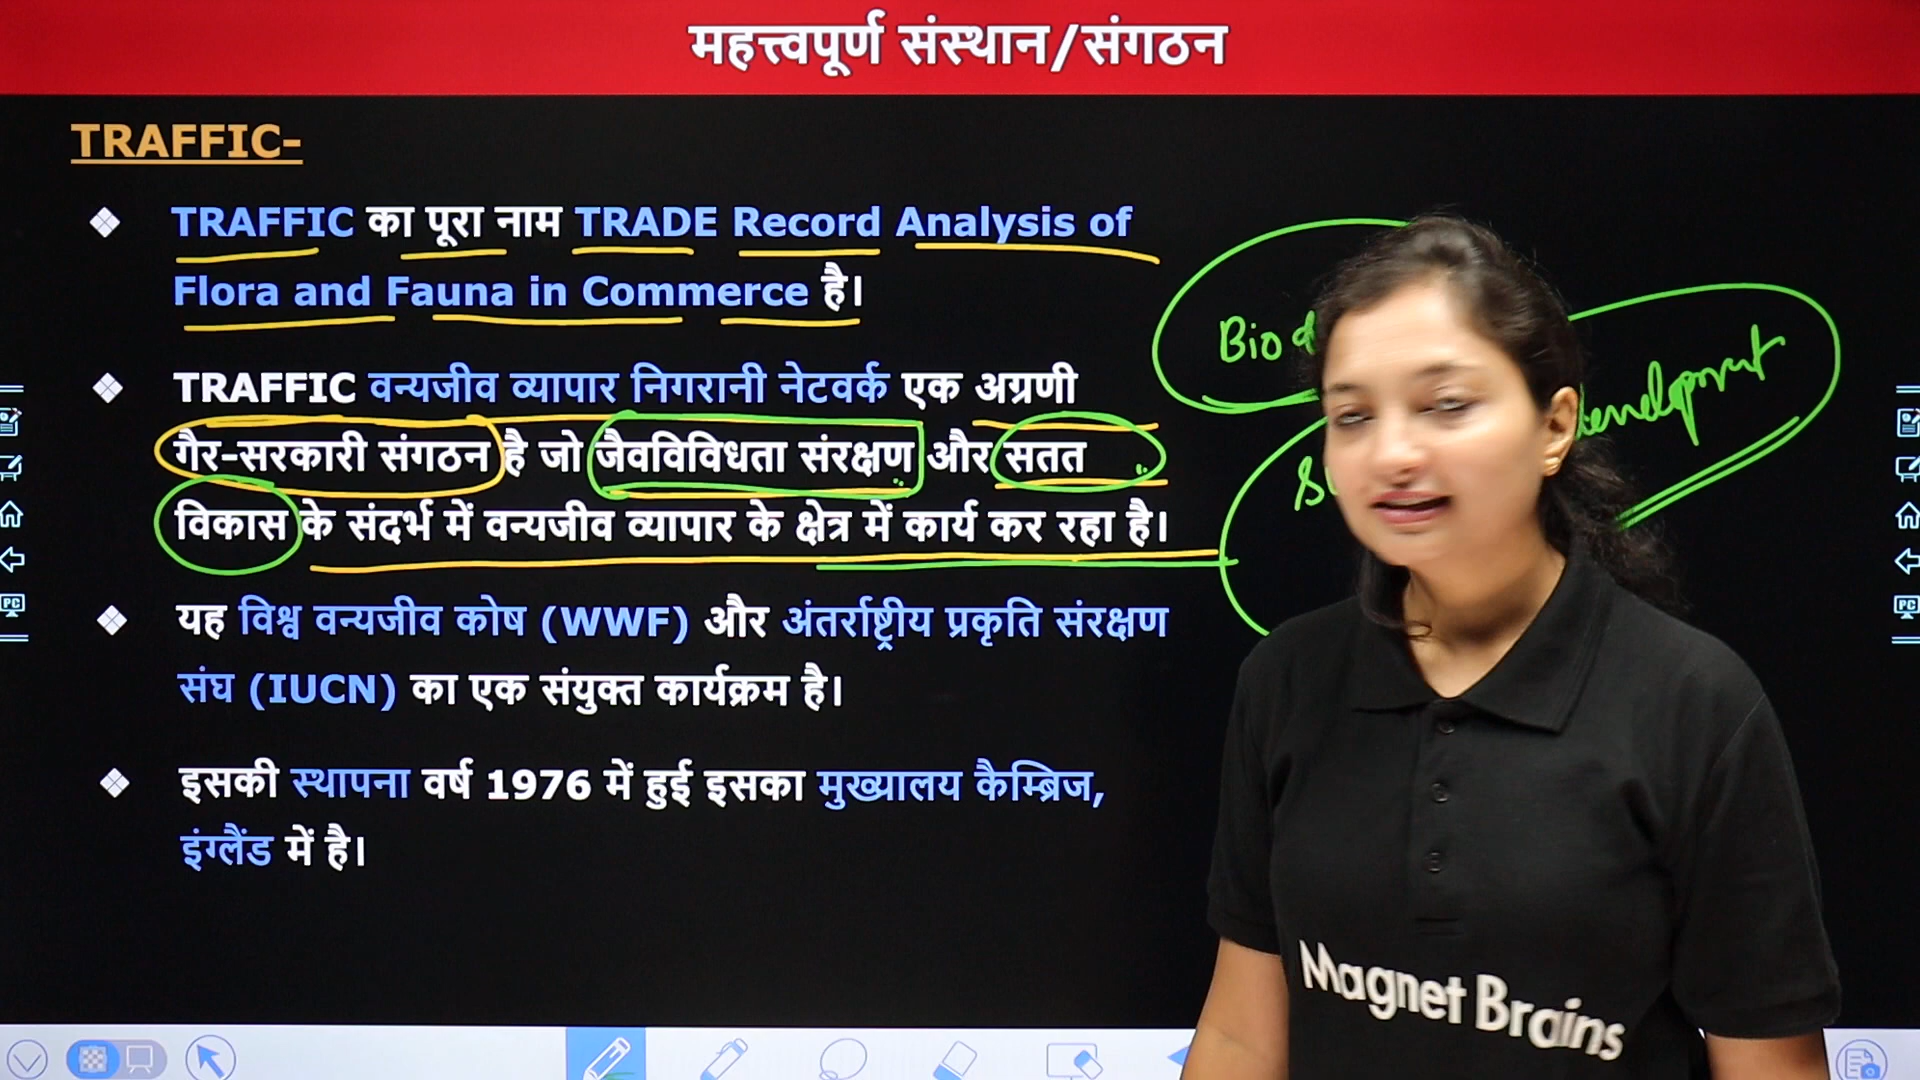 महत्त्वपूर्ण संस्थान/संगठन
TRAFFIC-
TRAFFIC का पूरा नाम TRADE Record Analysis of
Flora and Fauna in Commerce है।
TRAFFIC वन्यजीव व्यापार निगरानी नेटवर्क एक अग्रणी
गैर-सरकारी संगठन है जो जैवविविधता संरक्षण और सतत
विकास के संदर्भ में वन्यजीव व्यापार के क्षेत्र में कार्य कर रहा है।
यह विश्व वन्यजीव कोष (WWF) और अंतर्राष्ट्रीय प्रकृति संरक्षण
संघ (IUCN) का एक संयुक्त कार्यक्रम है।
इसकी स्थापना वर्ष 1976 में हुई इसका मुख्यालय कैम्ब्रिज,
इंग्लैंड में है।
Bio
development
Magnet Brains
PC
PC